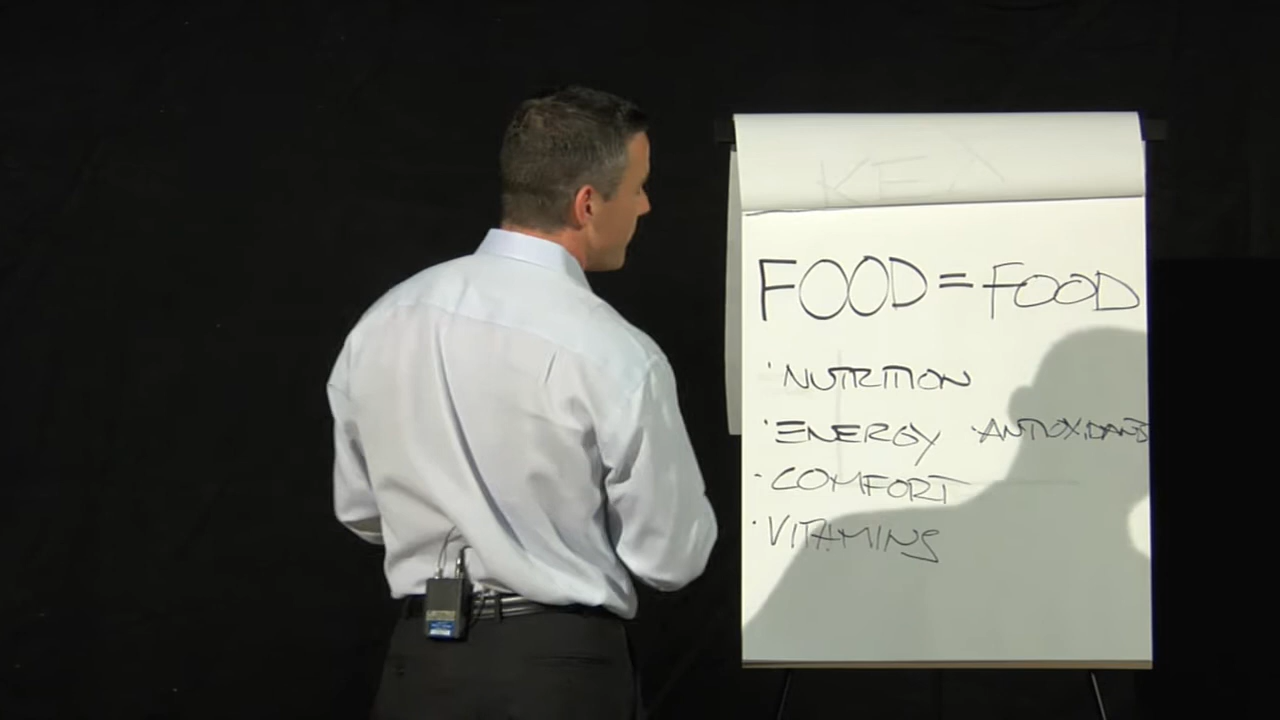 FOOD = FOOD
· NUTRITION
· ENERGY · ANTIOXIDANTS
· COMFORT
· VITAMINS